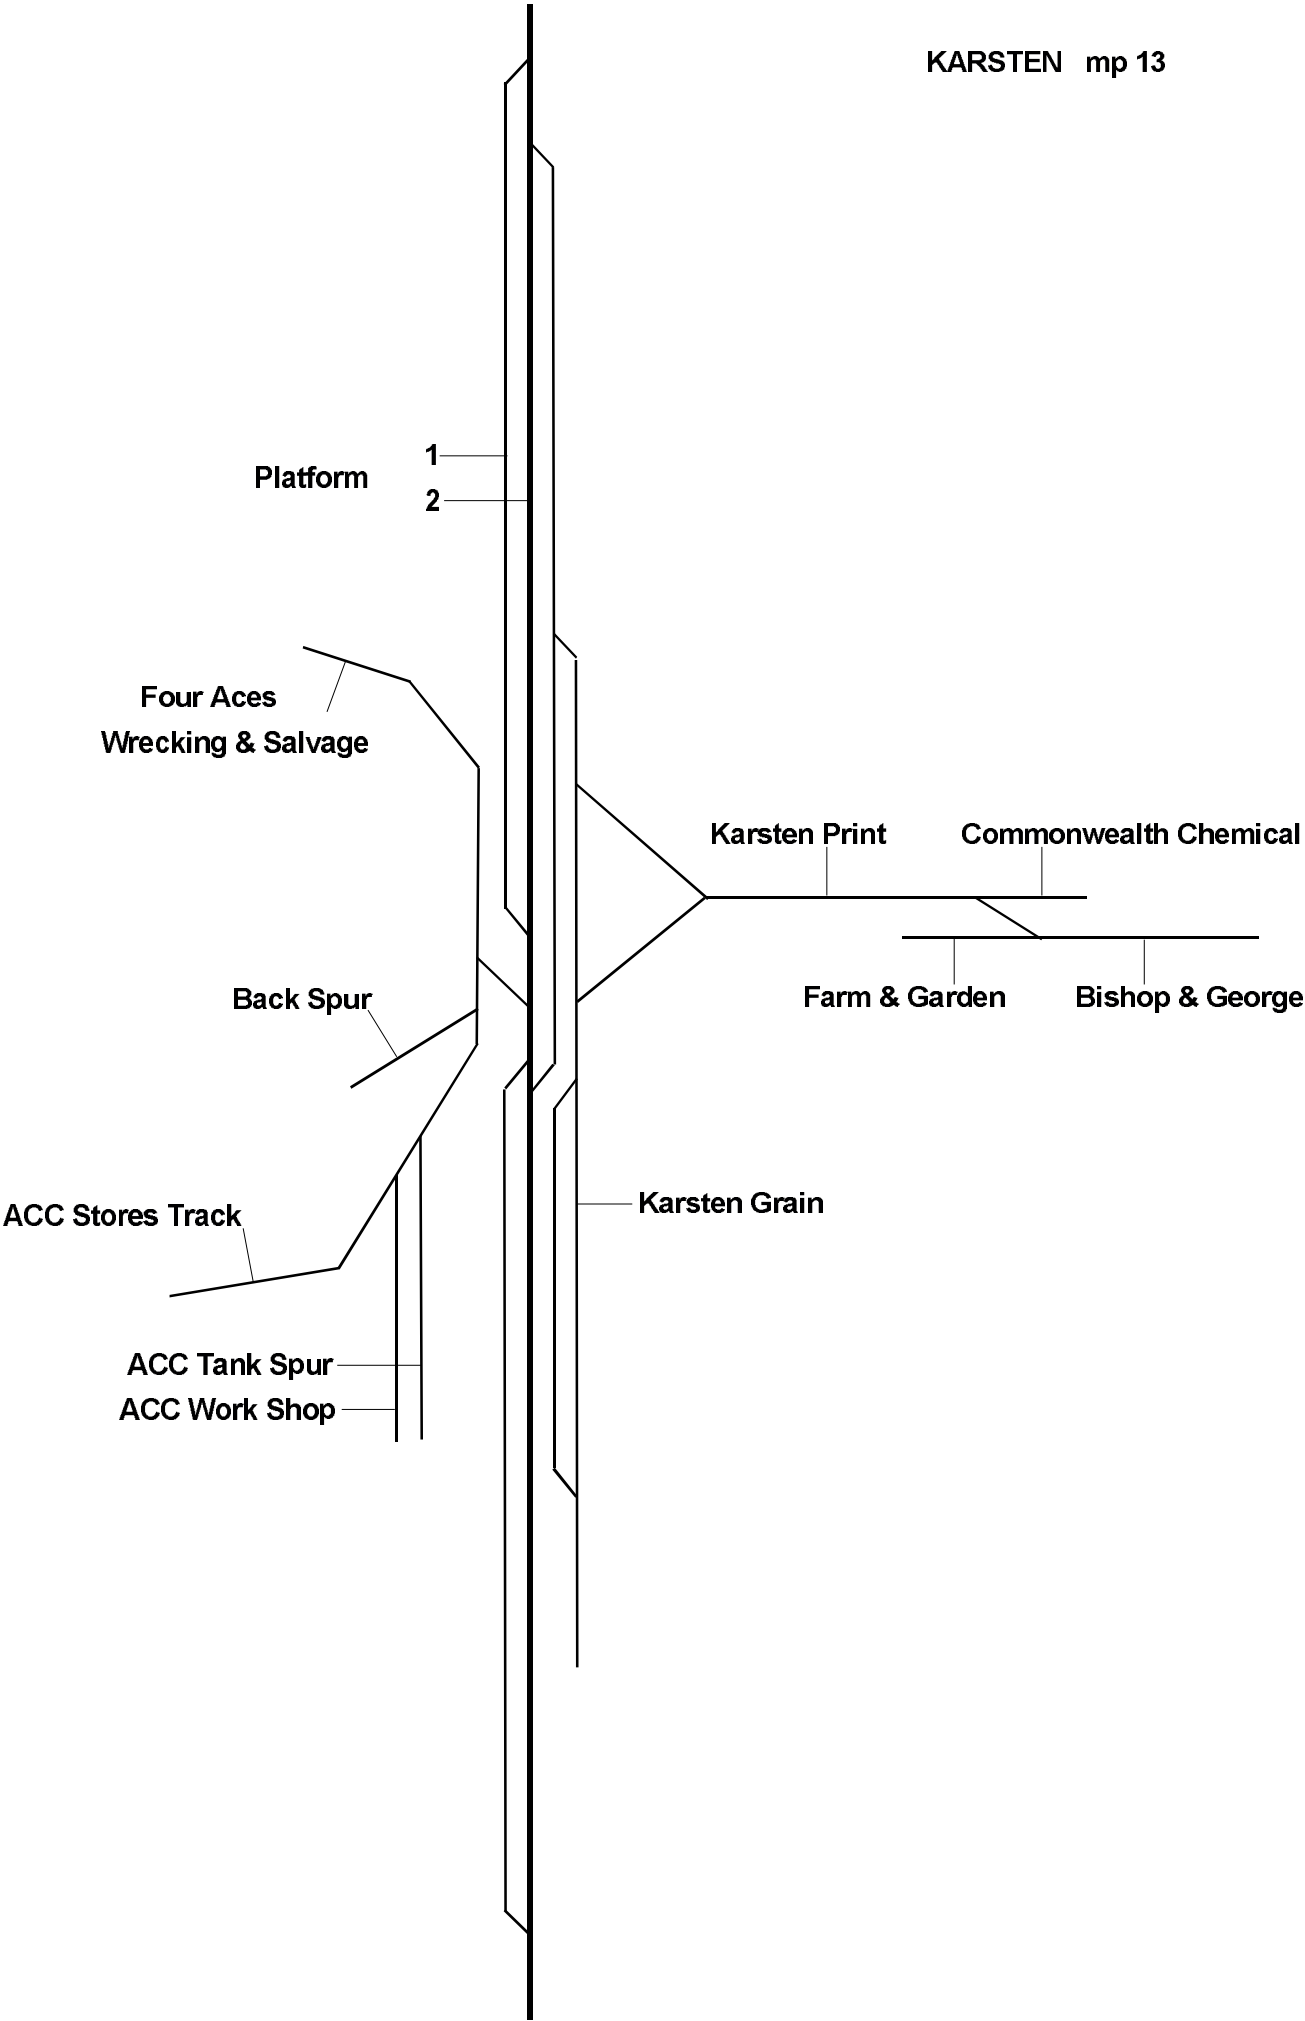 KARSTEN mp 13
1
Platform
2
Four Aces
Wrecking & Salvage
Karsten Print
Commonwealth Chemical
Farm & Garden
Bishop & George
Back Spur
Karsten Grain
ACC Stores Track
ACC Tank Spur
ACC Work Shop